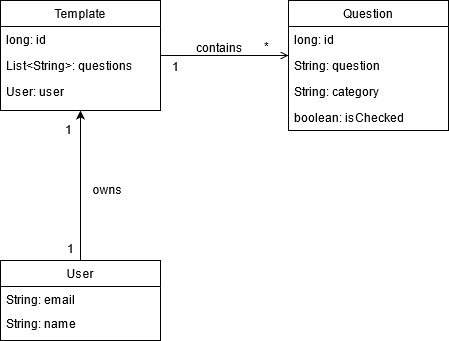 Template
long: id
List<String>: questions
User: user
contains
1
*
Question
long: id
String: question
String: category
boolean: isChecked
1
owns
1
User
String: email
String: name